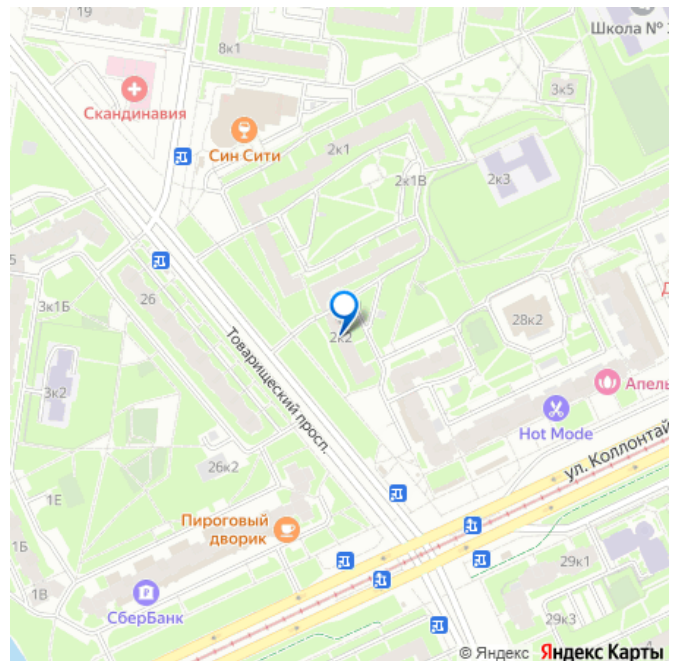 19
8к1
Школа №
3к5
Скандинавия
Син Сити
2к1
2к1В
2к3
5
26
3к1Б
28к2
2к2
Товарищеский просп.
3к2
Апель
Hot Mode
ул. Коллонтай
26к2
1Е
Пироговый
дворик
1Б
29к1
1В
СберБанк
29к3
© Яндекс Яндекс Карты